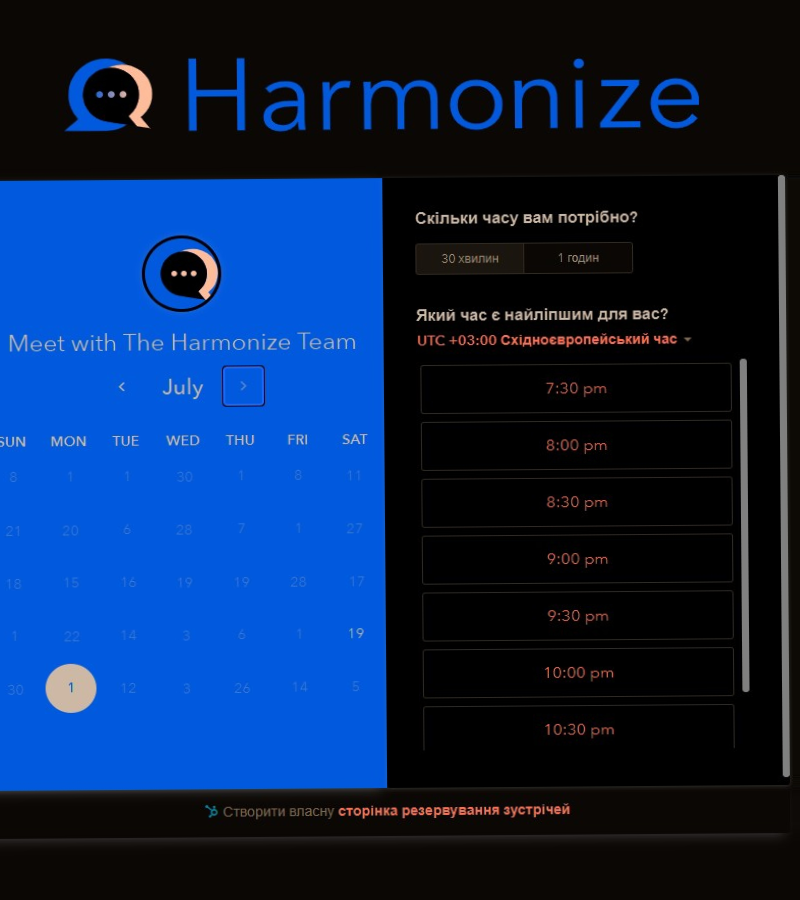 Harmonize
Meet with The Harmonize Team
July
SUN MON TUE WED THU FRI SAT
8 1 1 30 1 8 11
21 20 6 28 7 1 27
18 15 16 19 19 28 17
1 22 14 3 6 1 19
30 1 12 3 26 14 5
Скільки часу вам потрібно?
30 хвилин 1 годин
Який час є найліпшим для вас?
UTC +03:00 Східноєвропейський час
7:30 pm
8:00 pm
8:30 pm
9:00 pm
9:30 pm
10:00 pm
10:30 pm
Створити власну сторінка резервування зустрічей